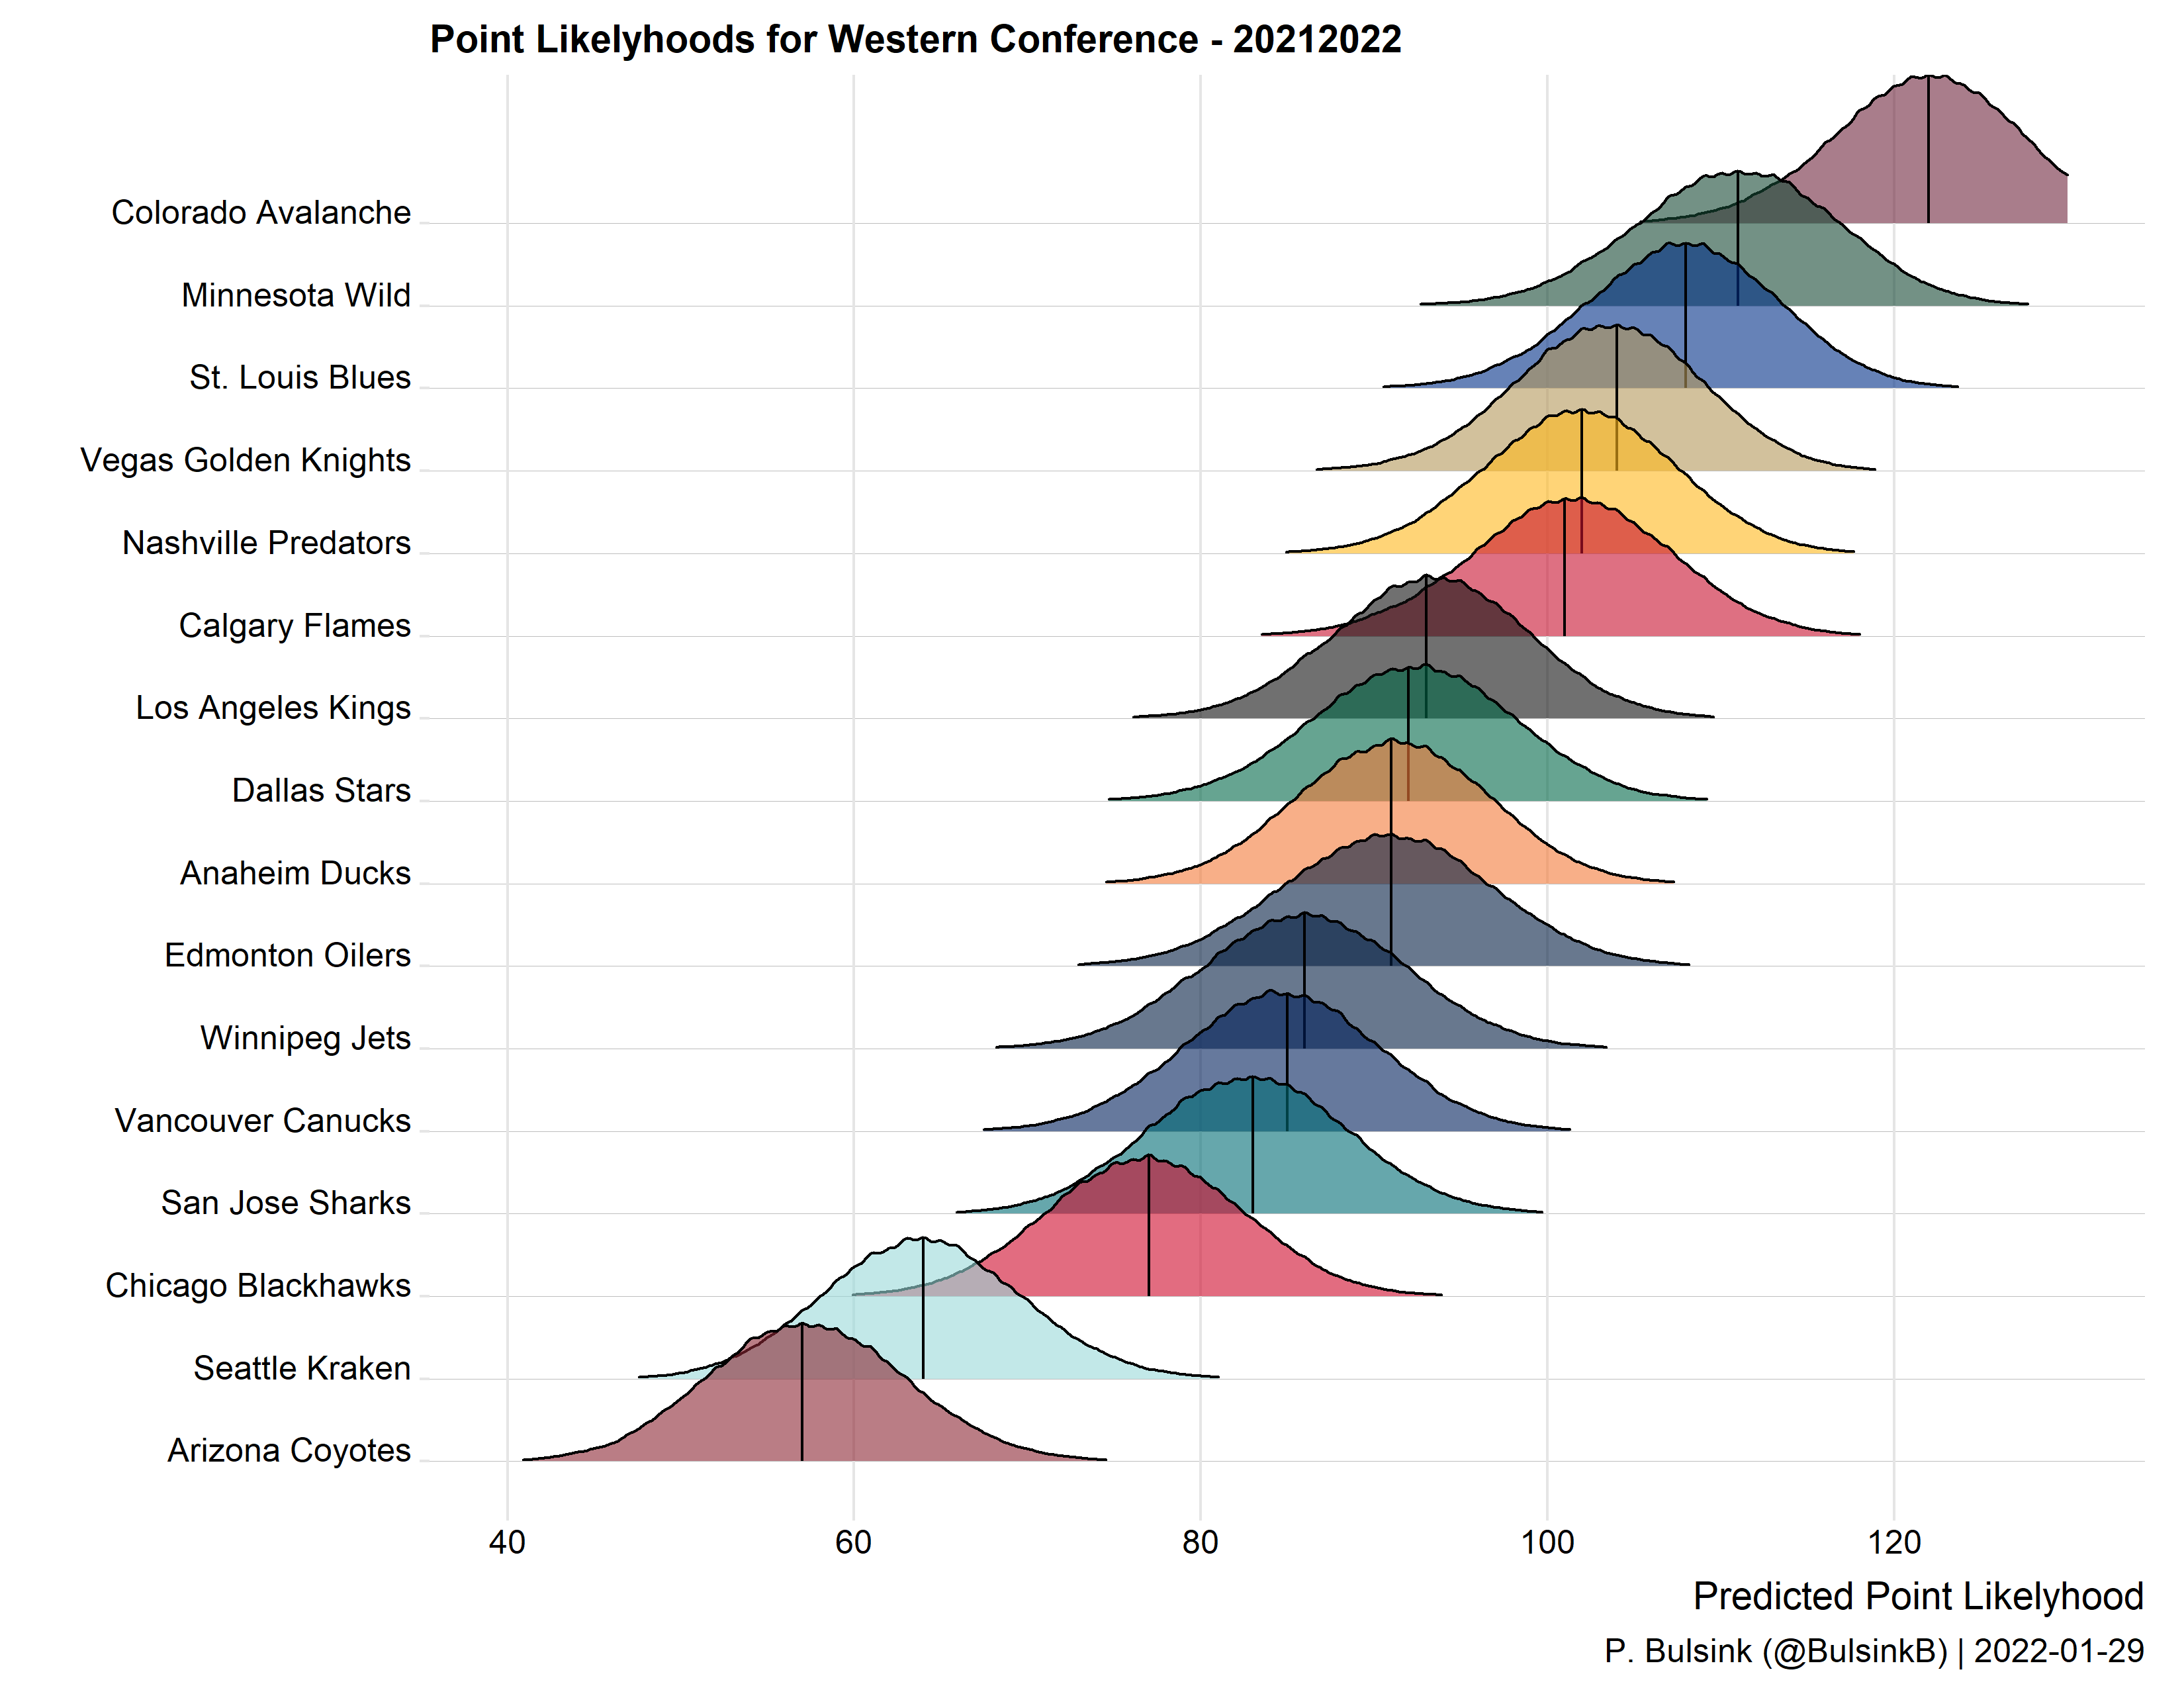 Point Likelyhoods for Western Conference - 20212022
Colorado Avalanche
Minnesota Wild
St. Louis Blues
Vegas Golden Knights
Nashville Predators
Calgary Flames
Los Angeles Kings
Dallas Stars
Anaheim Ducks
Edmonton Oilers
Winnipeg Jets
Vancouver Canucks
San Jose Sharks
Chicago Blackhawks
Seattle Kraken
Arizona Coyotes
40 60 80 100 120
Predicted Point Likelyhood
P. Bulsink (@BulsinkB) | 2022-01-29